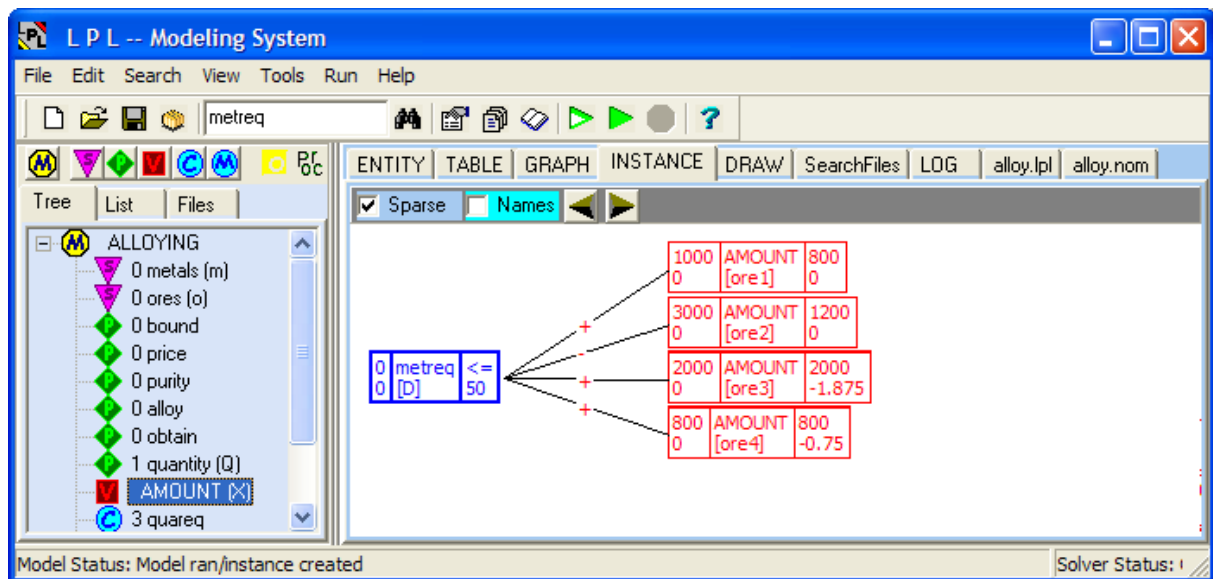 L P L -- Modeling System
File Edit Search View Tools Run Help
metreq
Tree List Files
ALLOYING
0 metals (m)
0 ores (o)
0 bound
0 price
0 purity
0 alloy
0 obtain
1 quantity (Q)
AMOUNT (X)
3 quareq
ENTITY TABLE GRAPH INSTANCE DRAW SearchFiles LOG alloy.lpl alloy.nom
Sparse Names
1000 AMOUNT 800
0 [ore1] 0
3000 AMOUNT 1200
0 [ore2] 0
0 metreq <=
0 [D] 50
+
-
+
+
2000 AMOUNT 2000
0 [ore3] -1.875
800 AMOUNT 800
0 [ore4] -0.75
Model Status: Model ran/instance created
Solver Status: